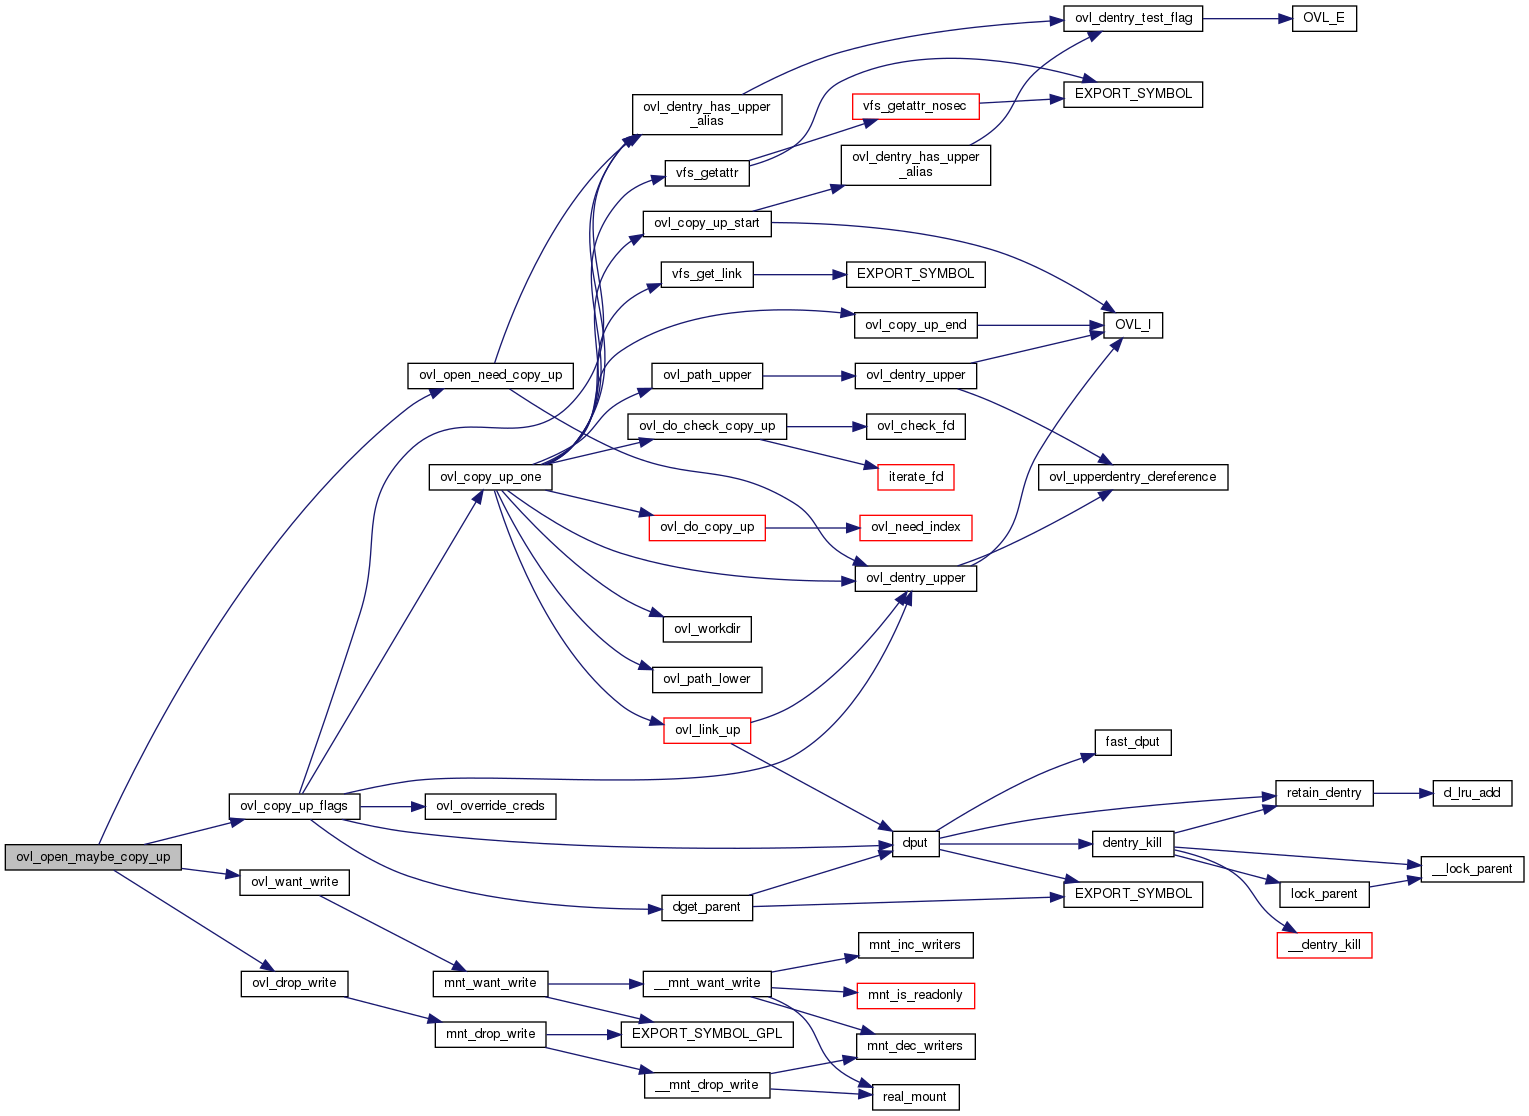 ovl_dentry_test_flag
OVL_E
ovl_dentry_has_upper
_alias
EXPORT_SYMBOL
vfs_getattr_nosec
vfs_getattr
ovl_dentry_has_upper
_alias
ovl_copy_up_start
vfs_get_link
EXPORT_SYMBOL
ovl_copy_up_end
OVL_I
ovl_open_need_copy_up
ovl_path_upper
ovl_dentry_upper
ovl_do_check_copy_up
ovl_check_fd
ovl_copy_up_one
iterate_fd
ovl_upperdentry_dereference
ovl_do_copy_up
ovl_need_index
ovl_dentry_upper
ovl_workdir
ovl_path_lower
ovl_link_up
fast_dput
retain_dentry
d_lru_add
ovl_copy_up_flags
ovl_override_creds
dput
dentry_kill
ovl_open_maybe_copy_up
__lock_parent
ovl_want_write
lock_parent
EXPORT_SYMBOL
dget_parent
__dentry_kill
mnt_inc_writers
ovl_drop_write
mnt_want_write
__mnt_want_write
mnt_is_readonly
mnt_drop_write
EXPORT_SYMBOL_GPL
mnt_dec_writers
__mnt_drop_write
real_mount